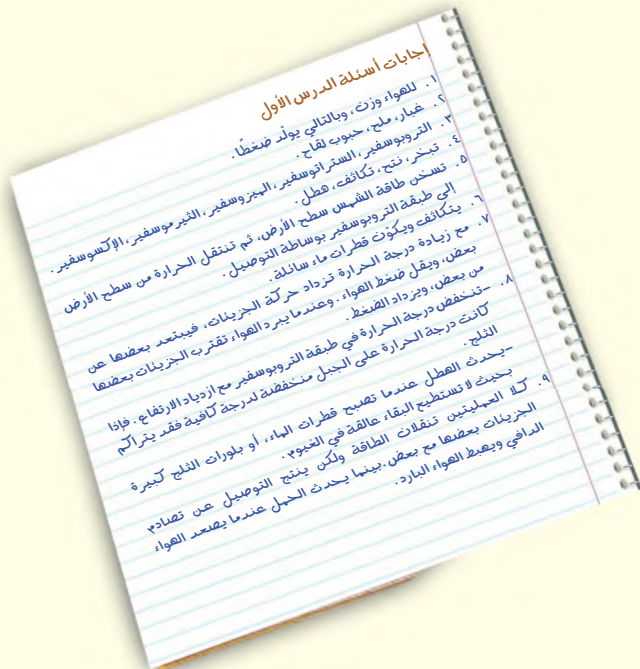 إجابات أسئلة الدرس الأول
١. للهواء وزن، وبالتالي يولّد ضغطًا.
٢. غبار، ملح، حبوب لقاح.
٣. التروبوسفير، الستراتوسفير، الميزوسفير، الثيرموسفير، الإكسوسفير.
٤. تبخر، نتح، تكاثف، هطل.
٥. تسخن طاقة الشمس سطح الأرض، ثم تنتقل الحرارة من سطح الأرض
إلى طبقة التروبوسفير بوساطة التوصيل.
٦. يتكاثف ويكوّن قطرات ماء سائلة.
٧. مع زيادة درجة الحرارة تزداد حركة الجزيئات، فيبتعد بعضها عن
بعض، ويقل ضغط الهواء. وعندما يبرد الهواء تقترب الجزيئات بعضها
من بعض، ويزداد الضغط.
٨. -تنخفض درجة الحرارة في طبقة التروبوسفير مع ازدياد الارتفاع. فإذا
كانت درجة الحرارة على الجبل منخفضة لدرجة كافية فقد يتراكم
الثلج.
-يحدث الهطل عندما تصبح قطرات الماء، أو بلورات الثلج كبيرة
بحيث لا تستطيع البقاء عالقة في الغيوم.
٩. كلا العمليتين تنقلان الطاقة ولكن ينتج التوصيل عن تصادم
الجزيئات بعضها مع بعض. بينما يحدث الحمل عندما يصعد الهواء
الدافئ ويهبط الهواء البارد.